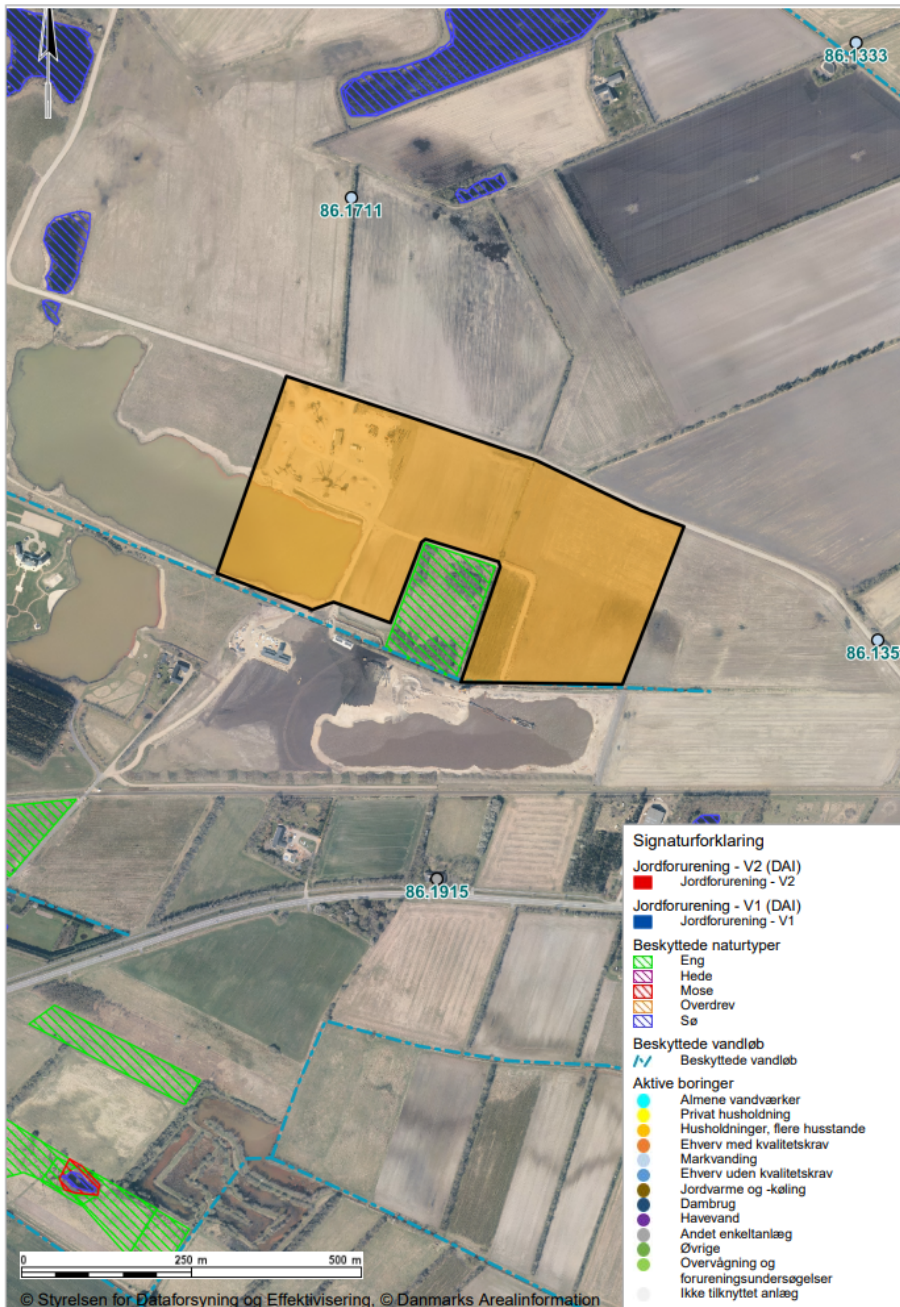 86.1333
86.1711
86.135
86.1915
Signaturforklaring
Jordforurening - V2 (DAI)
Jordforurening - V2
Jordforurening - V1 (DAI)
Jordforurening - V1
Beskyttede naturtyper
Eng
Hede
Mose
Overdrev
Sø
Beskyttede vandløb
Beskyttede vandløb
Aktive boringer
Almene vandværker
Privat husholdning
Husholdninger, flere husstande
Ehverv med kvalitetskrav
Markvanding
Ehverv uden kvalitetskrav
Jordvarme og -køling
Dambrug
Havevand
Andet enkeltanlæg
Øvrige
Overvågning og
forureningsundersøgelser
Ikke tilknyttet anlæg
0 250 m 500 m
© Styrelsen for Dataforsyning og Effektivisering, © Danmarks Arealinformation